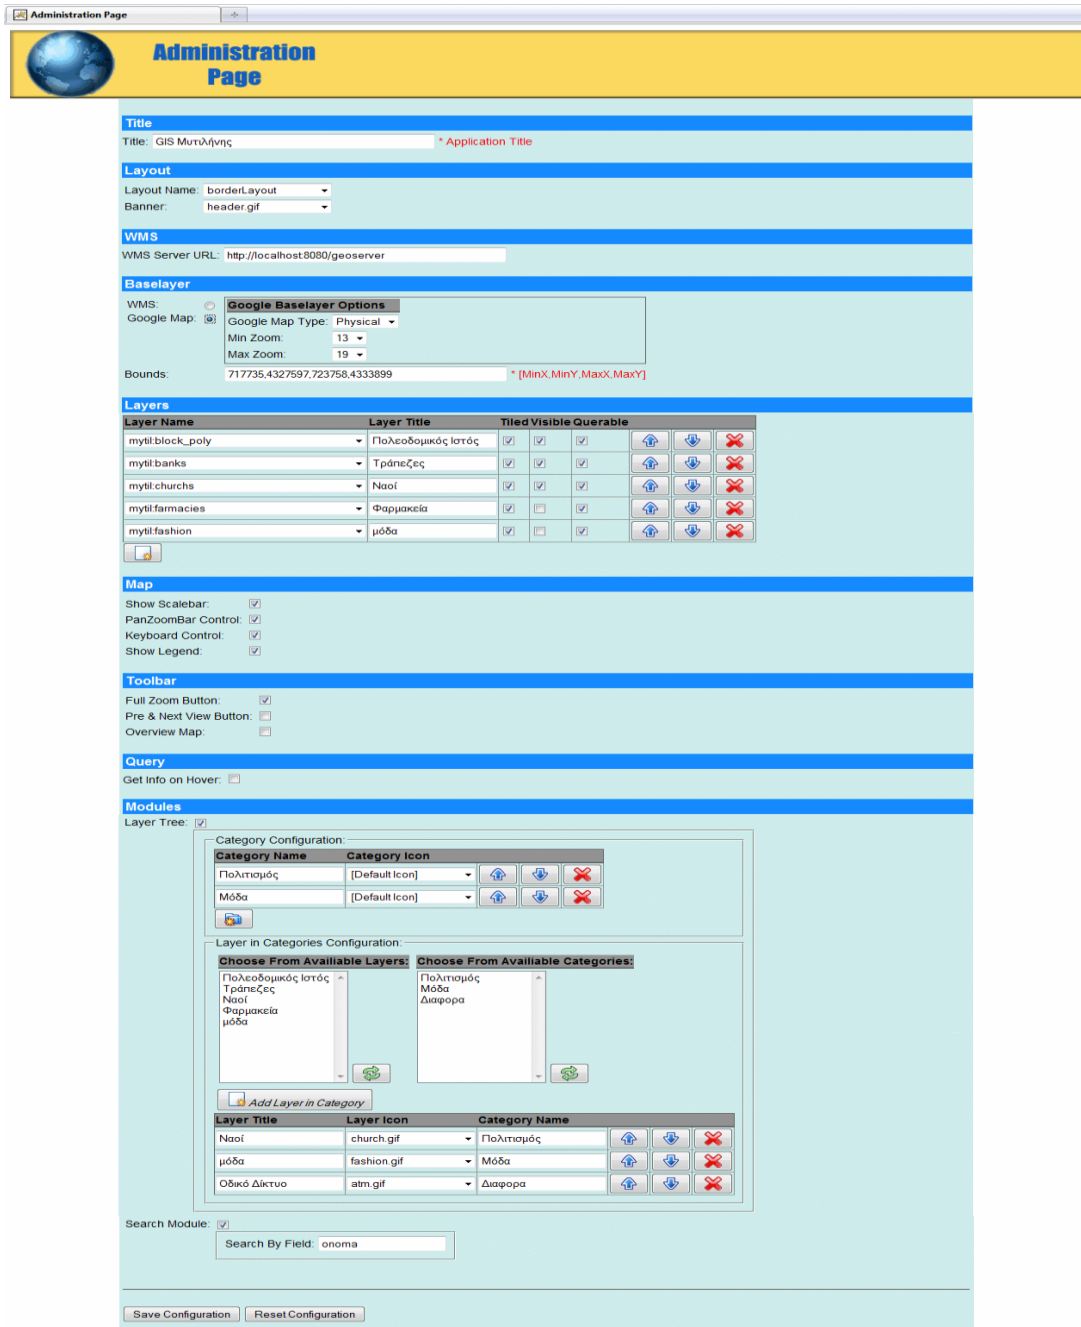 Administration Page
Administration
Page
Title
Title: GIS Μυτιλήνης * Application Title
Layout
Layout Name: borderLayout
Banner: header.gif
WMS
WMS Server URL: http://localhost:8080/geoserver
Baselayer
WMS:
Google Map:
Google Baselayer Options
Google Map Type: Physical
Min Zoom: 13
Max Zoom: 19
Bounds: 717735,4327597,723758,4333899 * [MinX,MinY,MaxX,MaxY]
Layers
Layer Name Layer Title Tiled Visible Querable
mytil:block_poly Πολεοδομικός Ιστός
mytil:banks Τράπεζες
mytil:churchs Ναοί
mytil:farmacies Φαρμακεία
mytil:fashion μόδα
Map
Show Scalebar:
PanZoomBar Control:
Keyboard Control:
Show Legend:
Toolbar
Full Zoom Button:
Pre & Next View Button:
Overview Map:
Query
Get Info on Hover:
Modules
Layer Tree:
Category Configuration:
Category Name Category Icon
Πολιτισμός [Default Icon]
Μόδα [Default Icon]
Layer in Categories Configuration:
Choose From Availiable Layers: Choose From Availiable Categories:
Πολεοδομικός Ιστός Πολιτισμός
Τράπεζες Μόδα
Ναοί Διαφορα
Φαρμακεία
μόδα
Add Layer in Category
Layer Title Layer Icon Category Name
Ναοί church.gif Πολιτισμός
μόδα fashion.gif Μόδα
Οδικό Δίκτυο atm.gif Διαφορα
Search Module:
Search By Field: onoma
Save Configuration Reset Configuration